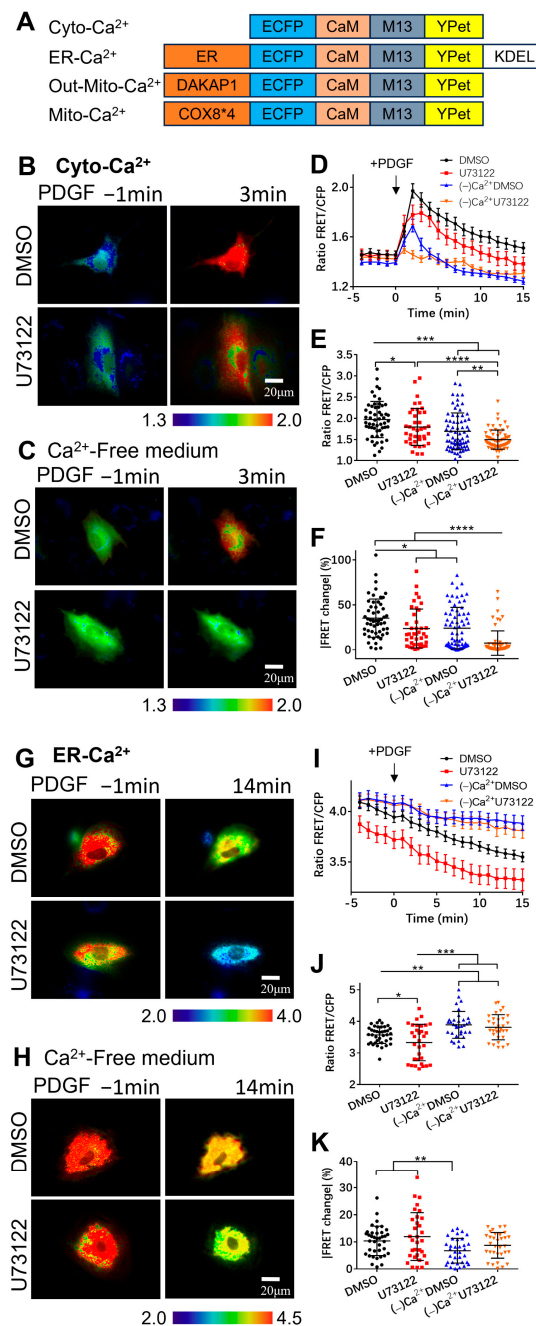 A
Cyto-Ca²⁺ ECFP CaM M13 YPet
ER-Ca²⁺ ER ECFP CaM M13 YPet KDEL
Out-Mito-Ca²⁺ DAKAP1 ECFP CaM M13 YPet
Mito-Ca²⁺ COX8*4 ECFP CaM M13 YPet
B Cyto-Ca²⁺
PDGF −1min 3min
DMSO
U73122
20μm
1.3 2.0
C Ca²⁺-Free medium
PDGF −1min 3min
DMSO
U73122
20μm
1.3 2.0
D
+PDGF
DMSO
U73122
(−)Ca²⁺DMSO
(−)Ca²⁺U73122
Ratio FRET/CFP
2.0
1.6
1.2
-5 0 5 10 15
Time (min)
E
***
* ****
**
Ratio FRET/CFP
3.5
3.0
2.5
2.0
1.5
1.0
DMSO
U73122
(−)Ca²⁺DMSO
(−)Ca²⁺U73122
F
****
*
|FRET change| (%)
100
50
0
DMSO
U73122
(−)Ca²⁺DMSO
(−)Ca²⁺U73122
G ER-Ca²⁺
PDGF −1min 14min
DMSO
U73122
20μm
2.0 4.0
H Ca²⁺-Free medium
PDGF −1min 14min
DMSO
U73122
20μm
2.0 4.5
I
+PDGF
DMSO
U73122
(−)Ca²⁺DMSO
(−)Ca²⁺U73122
Ratio FRET/CFP
4.0
3.5
-5 0 5 10 15
Time (min)
J
***
**
*
Ratio FRET/CFP
5
4
3
2
DMSO
U73122
(−)Ca²⁺DMSO
(−)Ca²⁺U73122
K
**
|FRET change| (%)
40
30
20
10
0
DMSO
U73122
(−)Ca²⁺DMSO
(−)Ca²⁺U73122